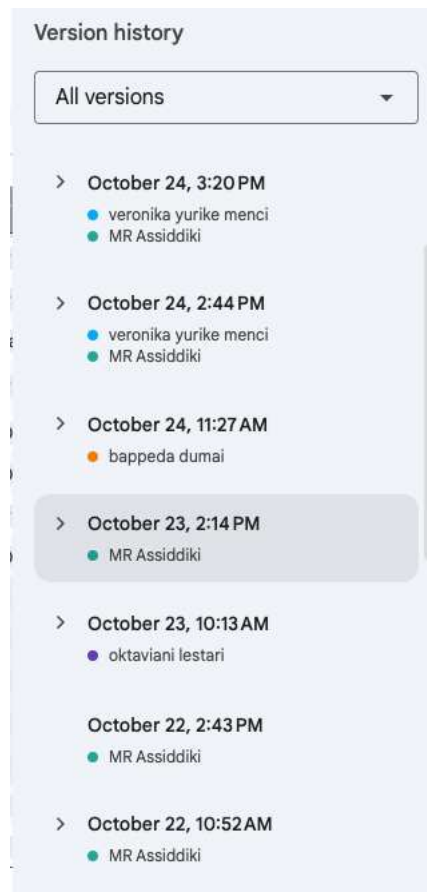 Version history
All versions
October 24, 3:20 PM
veronika yurike menci
MR Assiddiki
October 24, 2:44 PM
veronika yurike menci
MR Assiddiki
October 24, 11:27 AM
bappeda dumai
October 23, 2:14 PM
MR Assiddiki
October 23, 10:13 AM
oktaviani lestari
October 22, 2:43 PM
MR Assiddiki
October 22, 10:52 AM
MR Assiddiki